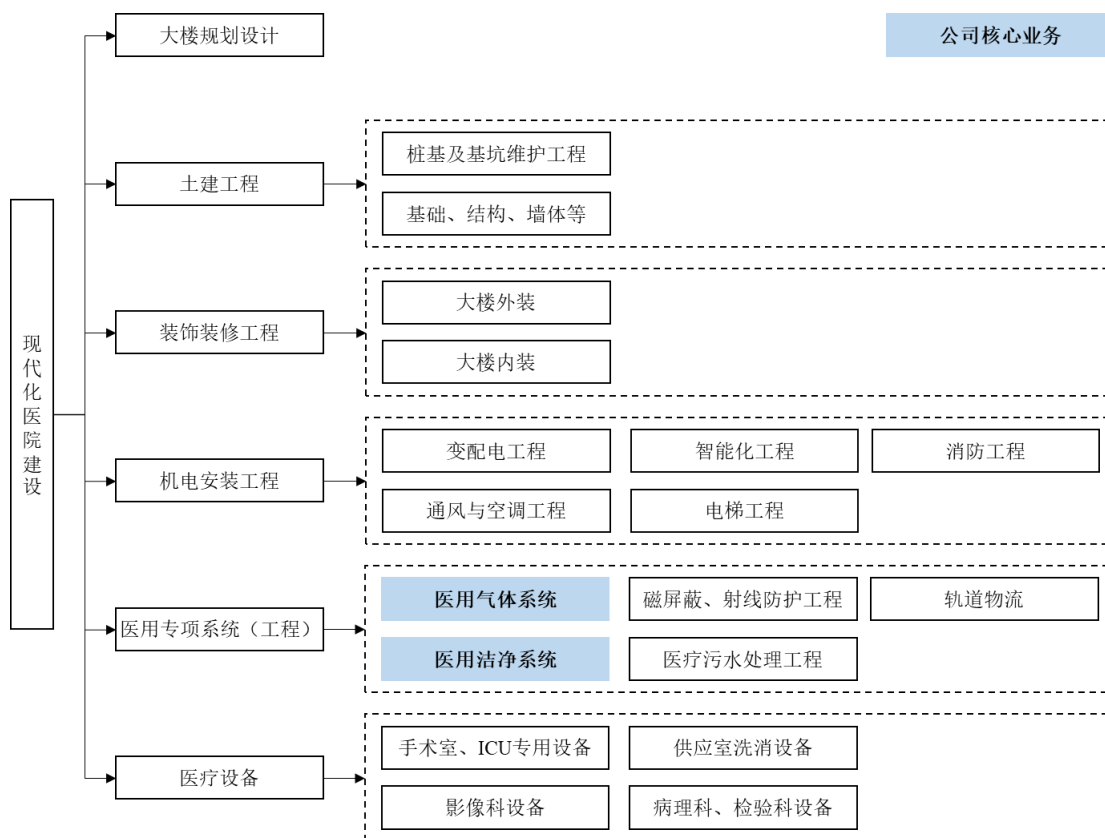 大楼规划设计
公司核心业务
桩基及基坑维护工程
土建工程
基础、结构、墙体等
大楼外装
装饰装修工程
大楼内装
现代化医院建设
变配电工程
智能化工程
消防工程
机电安装工程
通风与空调工程
电梯工程
医用气体系统
磁屏蔽、射线防护工程
轨道物流
医用专项系统（工程）
医用洁净系统
医疗污水处理工程
手术室、ICU专用设备
供应室洗消设备
医疗设备
影像科设备
病理科、检验科设备